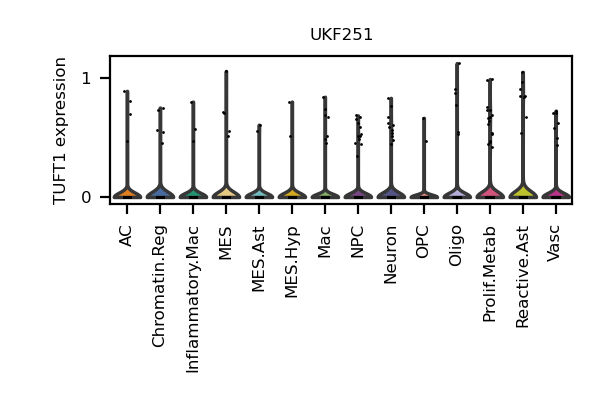 UKF251
TUFT1 expression
1
0
AC
Chromatin.Reg
Inflammatory.Mac
MES
MES.Ast
MES.Hyp
Mac
NPC
Neuron
OPC
Oligo
Prolif.Metab
Reactive.Ast
Vasc